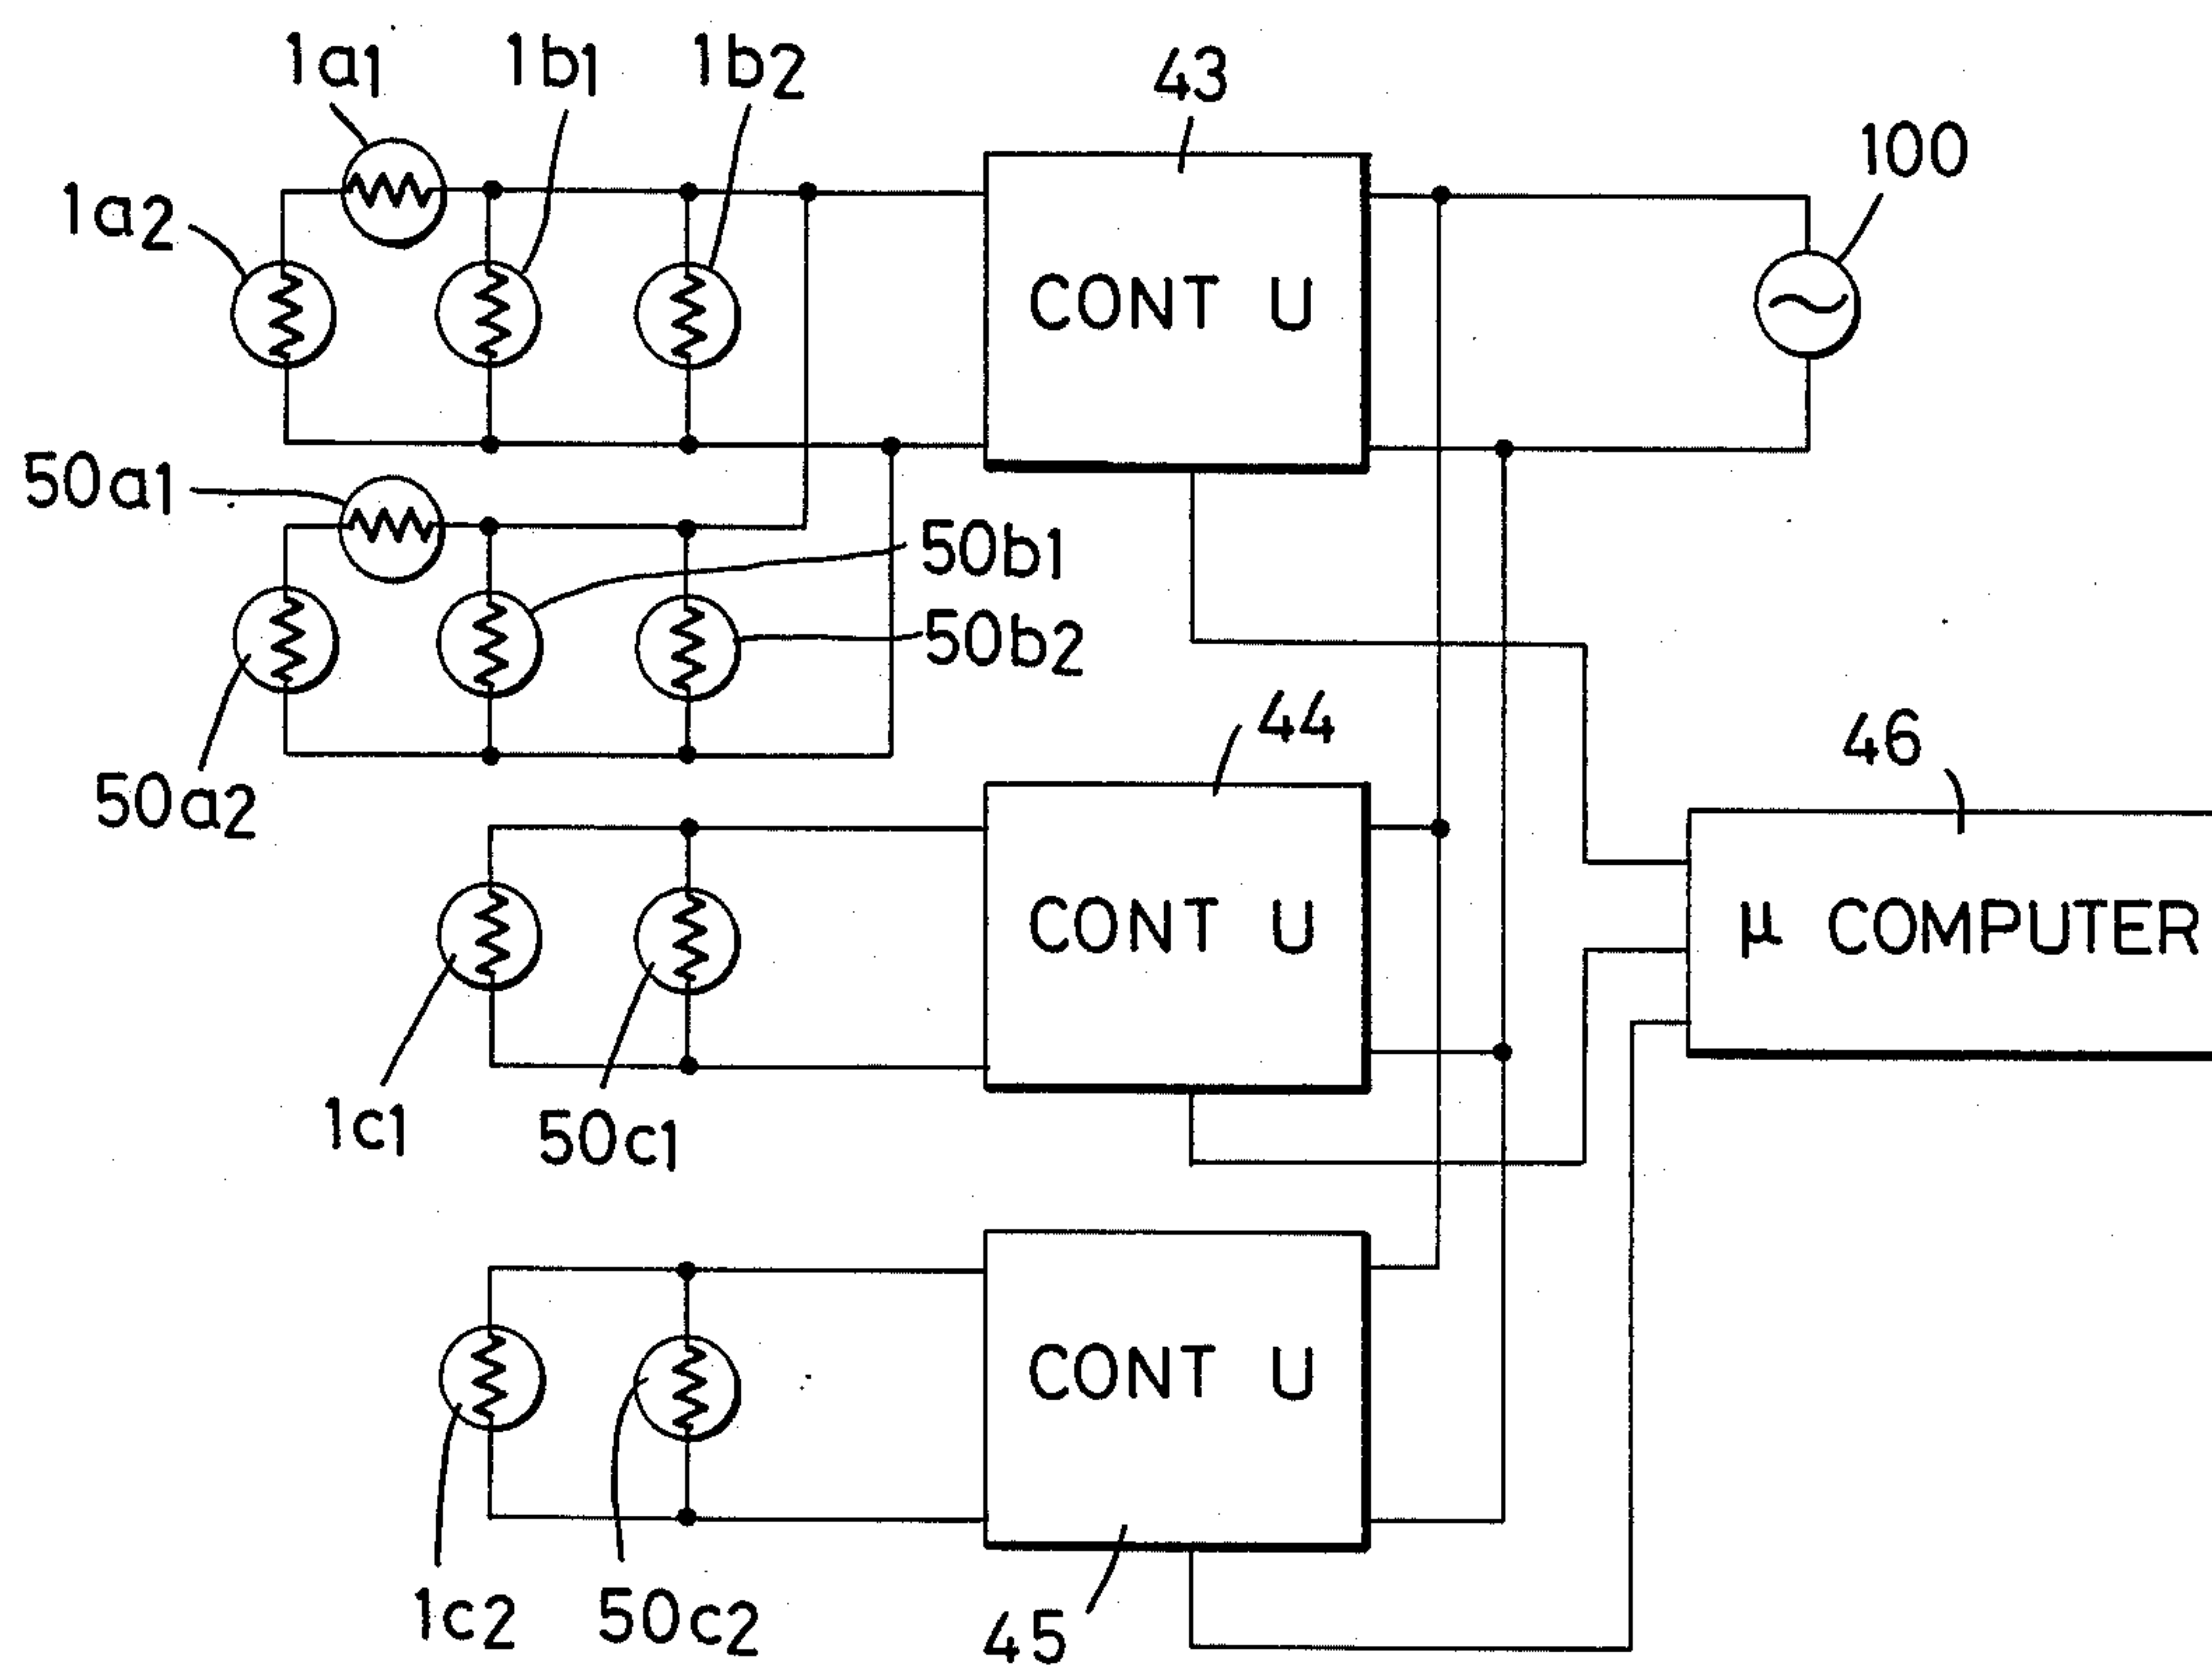 1a1
1b1
1b2
43
100
1a2
CONT U
50a1
50b1
50b2
44
46
50a2
CONT U
μ COMPUTER
1c1
50c1
CONT U
1c2
50c2
45